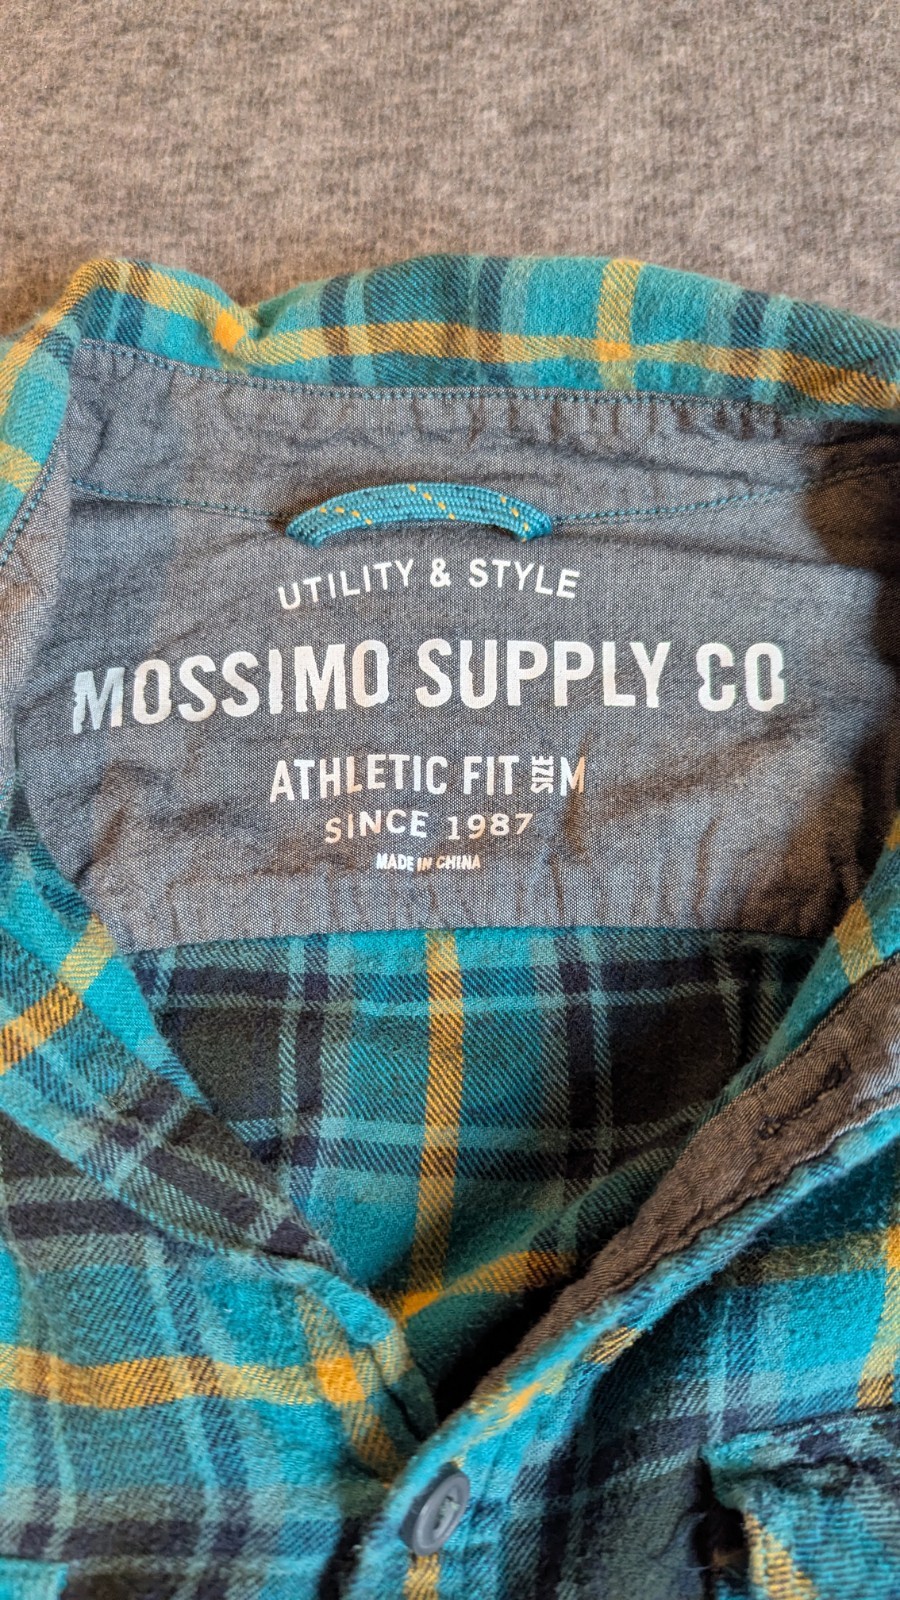 UTILITY & STYLE
MOSSIMO SUPPLY CO
ATHLETIC FIT SIZE M
SINCE 1987
MADE IN CHINA